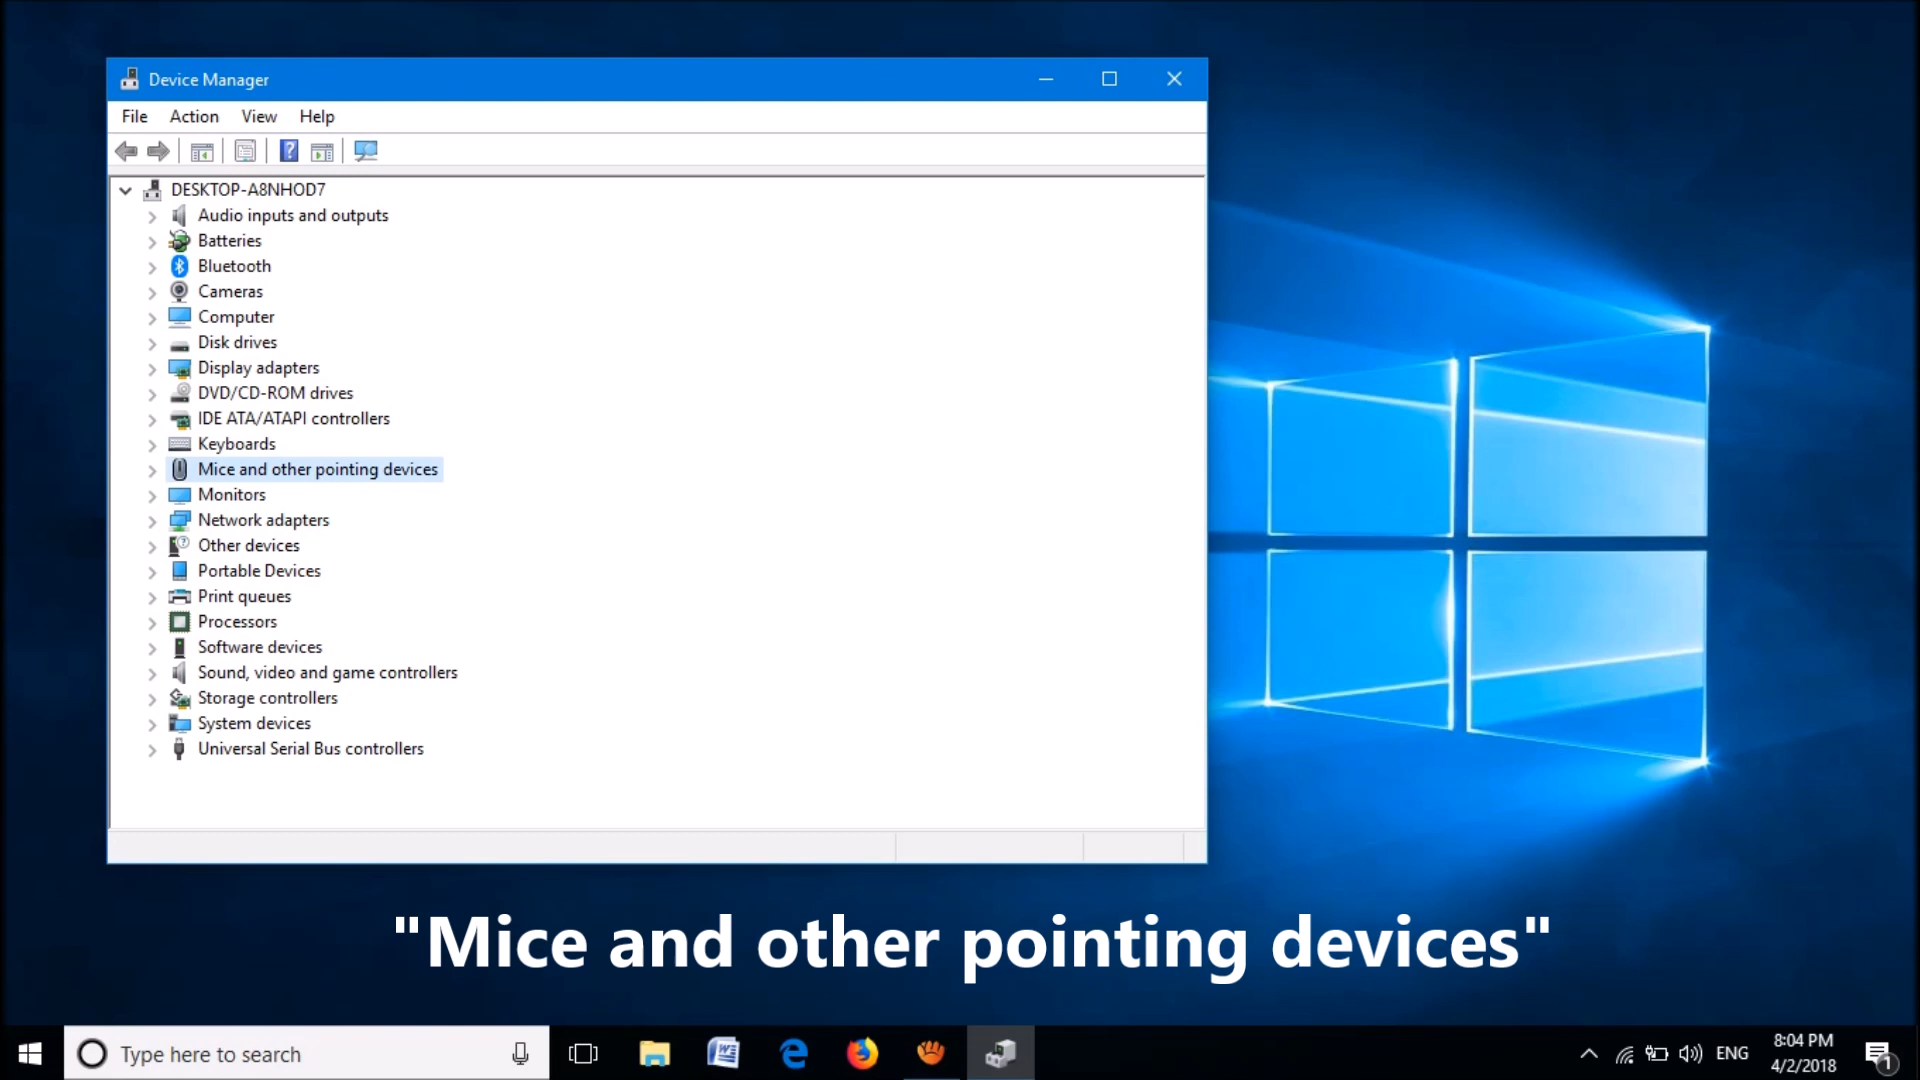 Device Manager
File Action View Help
DESKTOP-A8NHOD7
Audio inputs and outputs
Batteries
Bluetooth
Cameras
Computer
Disk drives
Display adapters
DVD/CD-ROM drives
IDE ATA/ATAPI controllers
Keyboards
Mice and other pointing devices
Monitors
Network adapters
Other devices
Portable Devices
Print queues
Processors
Software devices
Sound, video and game controllers
Storage controllers
System devices
Universal Serial Bus controllers
"Mice and other pointing devices"
Type here to search
ENG
8:04 PM
4/2/2018
1